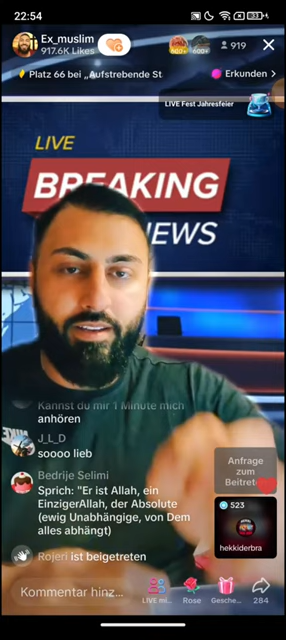 22:54
Ex_muslim
917.6K Likes
600+
600+
919
Platz 66 bei „Aufstrebende St
Erkunden >
LIVE Fest Jahresfeier
LIVE
BREAKING
NEWS
Kannst du mir 1 Minute mich
anhören
J_L_D
soooo lieb
Bedrije Selimi
Sprich: "Er ist Allah, ein
EinzigerAllah, der Absolute
(ewig Unabhängige, von Dem
alles abhängt)
Rojeri ist beigetreten
Anfrage
zum
Beitrete
523
hekkiderbra
Kommentar hinz...
LIVE mi...
Rose
Gesche...
284